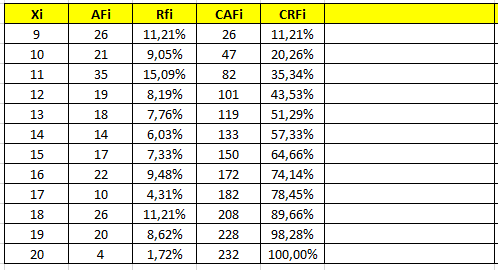 Xi AFi Rfi CAFi CRFi
9 26 11,21% 26 11,21%
10 21 9,05% 47 20,26%
11 35 15,09% 82 35,34%
12 19 8,19% 101 43,53%
13 18 7,76% 119 51,29%
14 14 6,03% 133 57,33%
15 17 7,33% 150 64,66%
16 22 9,48% 172 74,14%
17 10 4,31% 182 78,45%
18 26 11,21% 208 89,66%
19 20 8,62% 228 98,28%
20 4 1,72% 232 100,00%